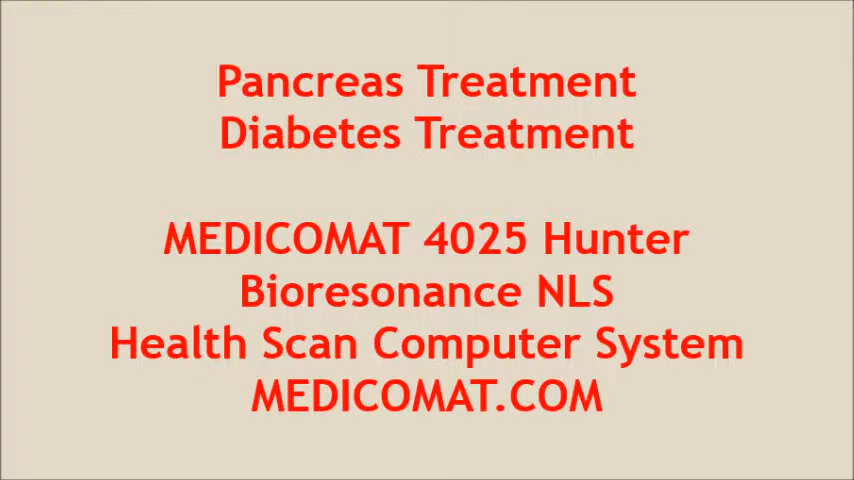 Pancreas Treatment
Diabetes Treatment
MEDICOMAT 4025 Hunter
Bioresonance NLS
Health Scan Computer System
MEDICOMAT.COM